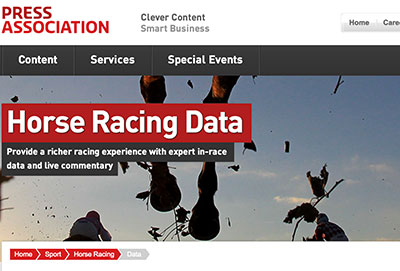 PRESS
ASSOCIATION
Clever Content
Smart Business
Home
Content
Services
Special Events
Horse Racing Data
Provide a richer racing experience with expert in-race
data and live commentary
Home
Sport
Horse Racing
Data